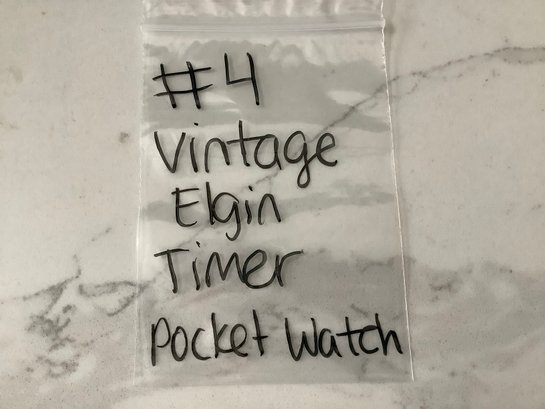 #4
Vintage
Elgin
Timer
Pocket Watch